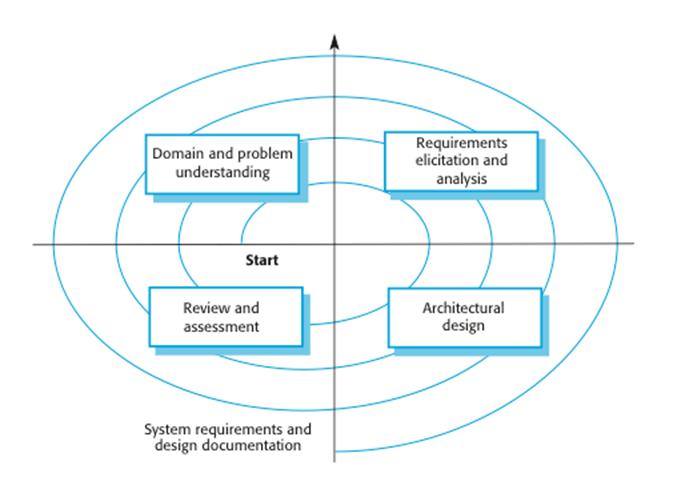 Domain and problem
understanding
Requirements
elicitation and
analysis
Start
Review and
assessment
Architectural
design
System requirements and
design documentation